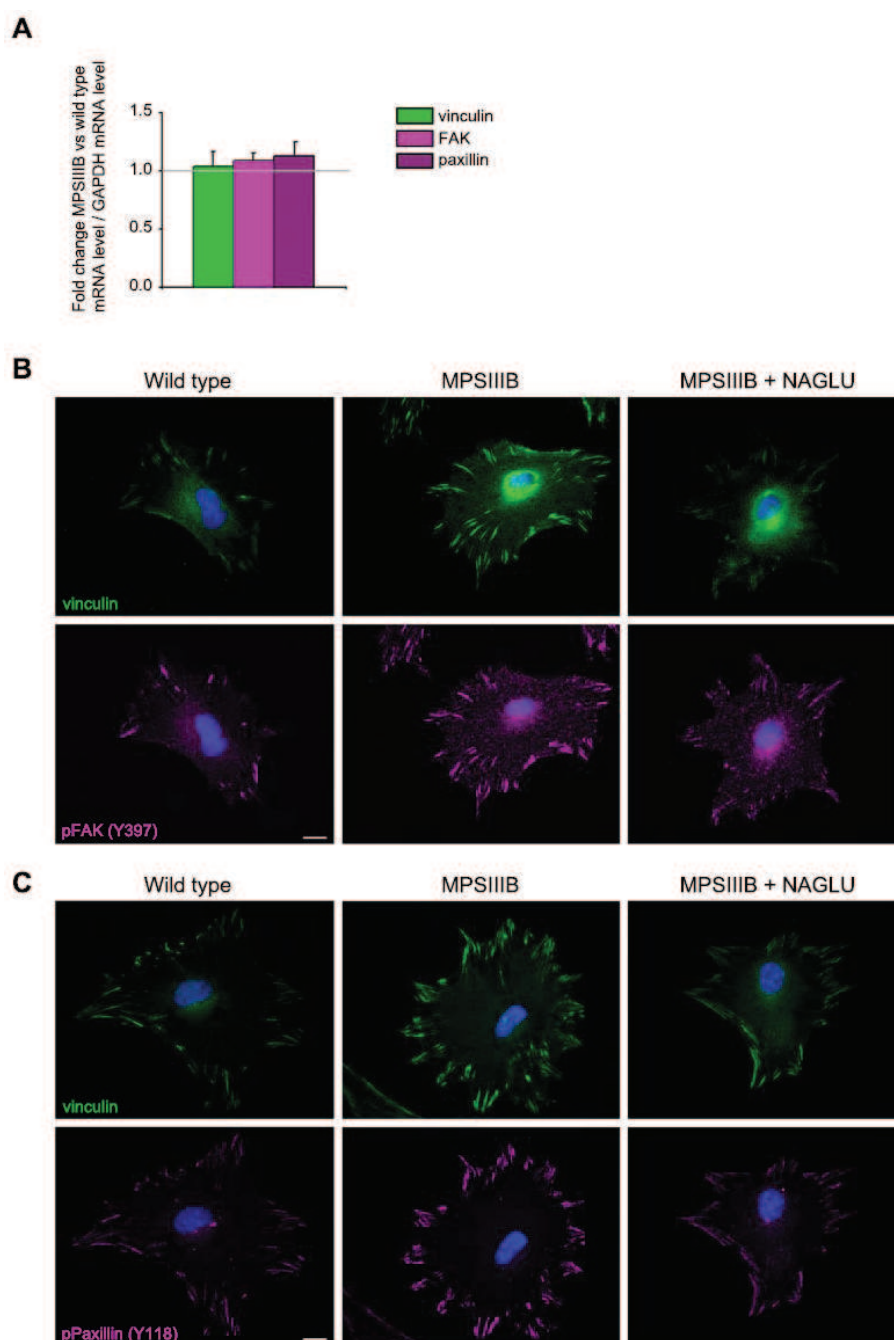 A
Fold change MPSIIIB vs wild type
mRNA level / GAPDH mRNA level
1.5
1.0
0.5
0.0
vinculin
FAK
paxillin
B
Wild type
MPSIIIB
MPSIIIB + NAGLU
vinculin
pFAK (Y397)
C
Wild type
MPSIIIB
MPSIIIB + NAGLU
vinculin
pPaxillin (Y118)